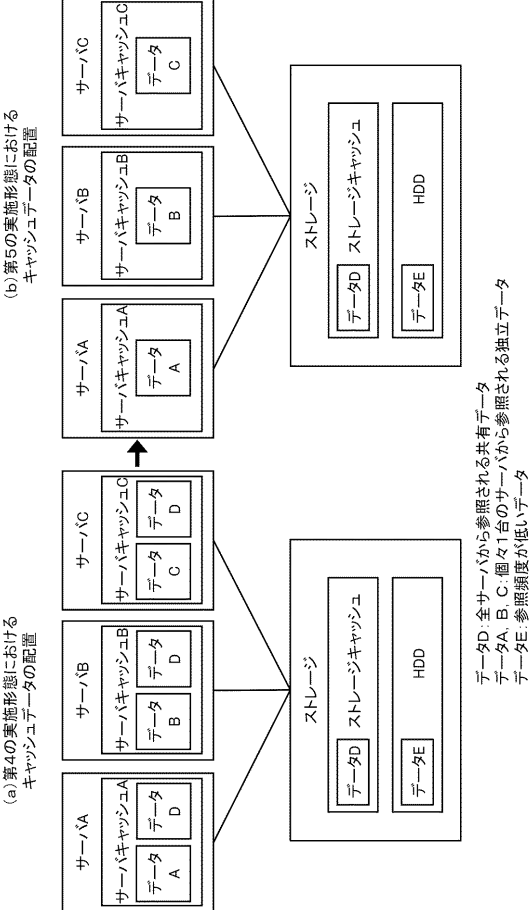 (a)第4の実施形態における
キャッシュデータの配置
サーバA
サーバキャッシュA
データ
A
データ
D
サーバB
サーバキャッシュB
データ
B
データ
D
サーバC
サーバキャッシュC
データ
C
データ
D
ストレージ
データD
ストレージキャッシュ
データE
HDD
(b)第5の実施形態における
キャッシュデータの配置
サーバA
サーバキャッシュA
データ
A
サーバB
サーバキャッシュB
データ
B
サーバC
サーバキャッシュC
データ
C
ストレージ
データD
ストレージキャッシュ
データE
HDD
データD:全サーバから参照される共有データ
データA, B, C:個々1台のサーバから参照される独立データ
データE:参照頻度が低いデータ